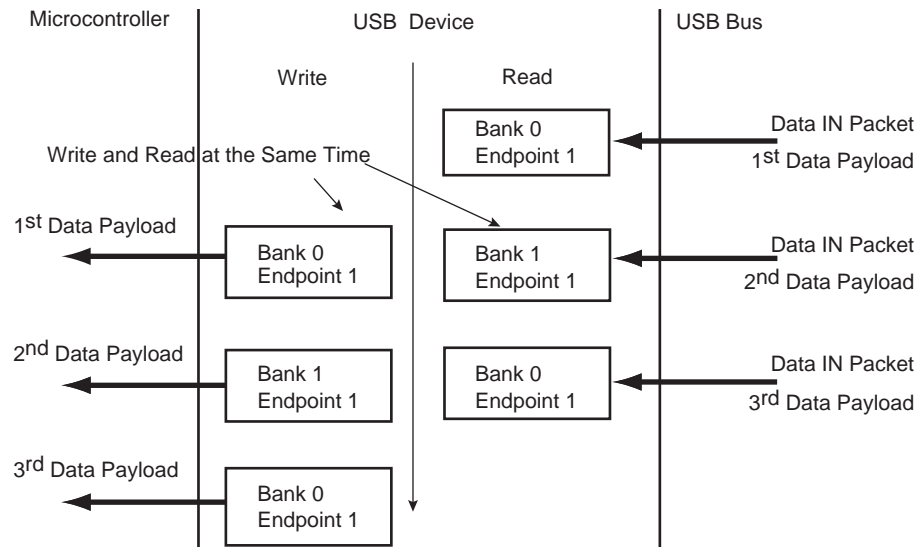 Microcontroller
USB Device
USB Bus
Write
Read
Bank 0
Endpoint 1
Data IN Packet
1st Data Payload
Write and Read at the Same Time
1st Data Payload
Bank 0
Endpoint 1
Bank 1
Endpoint 1
Data IN Packet
2nd Data Payload
2nd Data Payload
Bank 1
Endpoint 1
Bank 0
Endpoint 1
Data IN Packet
3rd Data Payload
3rd Data Payload
Bank 0
Endpoint 1